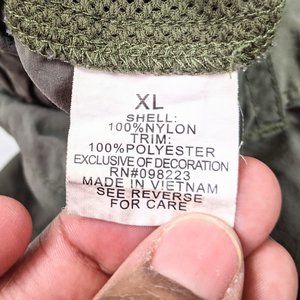 XL
SHELL:
100%NYLON
TRIM:
100%POLYESTER
EXCLUSIVE OF DECORATION
RN#098223
MADE IN VIETNAM
SEE REVERSE
FOR CARE